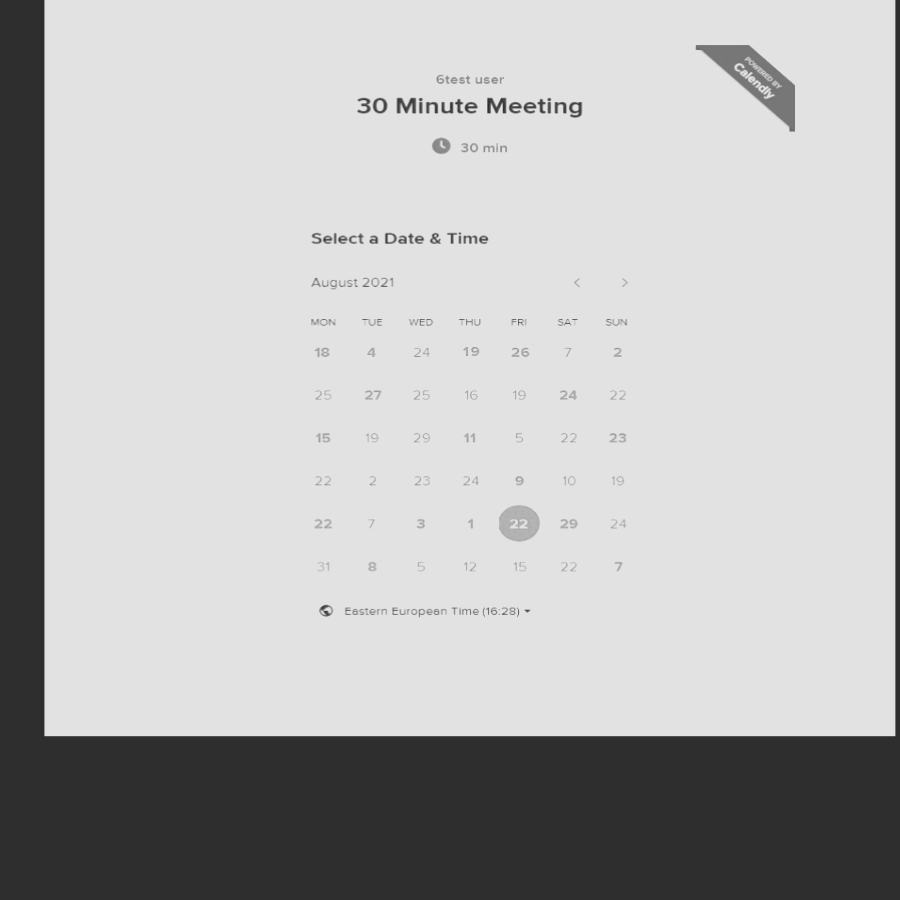 POWERED BY
Calendly
6test user
30 Minute Meeting
30 min
Select a Date & Time
August 2021 < >
MON TUE WED THU FRI SAT SUN
18 4 24 19 26 7 2
25 27 25 16 19 24 22
15 19 29 11 5 22 23
22 2 23 24 9 10 19
22 7 3 1 22 29 24
31 8 5 12 15 22 7
Eastern European Time (16:28)